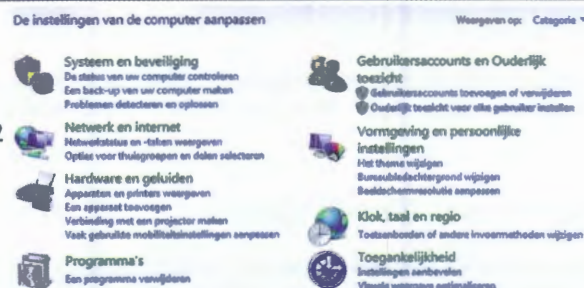 De instellingen van de computer aanpassen
Weergeven op: Categorie
Systeem en beveiliging
De status van uw computer controleren
Een back-up van uw computer maken
Problemen detecteren en oplossen
Netwerk en internet
Netwerkstatus en -taken weergeven
Opties voor thuisgroepen en delen selecteren
Hardware en geluiden
Apparaten en printers weergeven
Een apparaat toevoegen
Verbinding met een projector maken
Vaak gebruikte mobiliteitsinstellingen aanpassen
Programma's
Een programma verwijderen
Gebruikersaccounts en Ouderlijk
toezicht
Gebruikersaccounts toevoegen of verwijderen
Ouderlijk toezicht voor elke gebruiker instellen
Vormgeving en persoonlijke
instellingen
Het thema wijzigen
Bureaubladachtergrond wijzigen
Beeldschermresolutie aanpassen
Klok, taal en regio
Toetsenborden of andere invoermethoden wijzigen
Toegankelijkheid
Instellingen aanbevelen
Visuele weergave optimaliseren